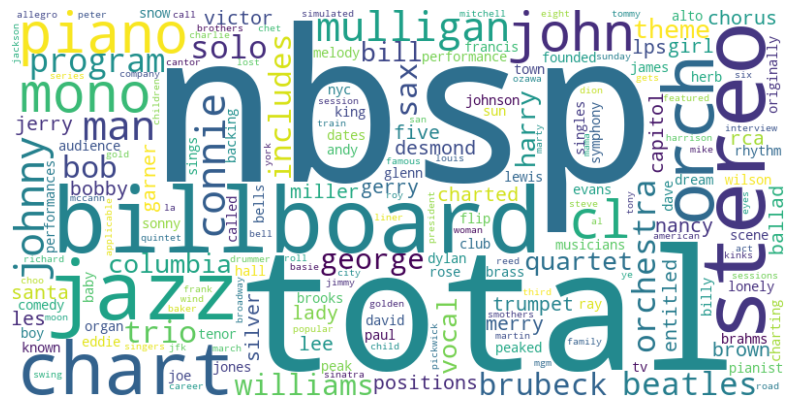 allegro
peter
snow
call
charlie
tommy
eight
simulated
mitchell
alto
chorus
brothers
chet
victor
theme
piano
solo
mulligan
john
jackson
cantor
lost
melody
bill
performance
francis
lps
girl
program
includes
sax
founded
sunday
gets
james
herb
six
series
company
children
nbsp
orch
stereo
originally
mono
nyc
town
ozawa
dion
featured
interview
session
king
johnson
san
train
sun
harry
singles
symphony
mama
harrison
capitol
rca
mike
rhythm
jerry
man
connie
sings
backing
york
dates
andy
five
desmond
famous
louis
marty
audience
gold
glenn
lewis
johnny
performances
bob
bobby
garner
miller
gerry
charted
evans
dream
wilson
dave
mccann
la
sonny
called
bells
bell
liner
roy
president
flip
steve
al
tony
nancy
eyes
ballad
applicable
quintet
billboard
cl
woman
club
musicians
american
scene
act
kinks
richard
drummer
roll
george
dylan
rose
reed
brass
quartet
orchestra
columbia
jazz
basie
city
jimmy
total
ye
entitled
billy
lonely
charting
sessions
choo
moon
baby
frank
wind
baker
hall
broadway
santa
comedy
trio
organ
tenor
silver
brooks
lady
golden
popular
child
david
paul
vocal
pickwick
trumpet
third
ray
smothers
merry
martin
mgm
family
les
boy
known
eddie
singers
jfk
march
lee
peak
peaked
tv
brahms
brown
pianist
chart
swing
joe
career
jones
williams
sinatra
positions
brubeck
beatles
road